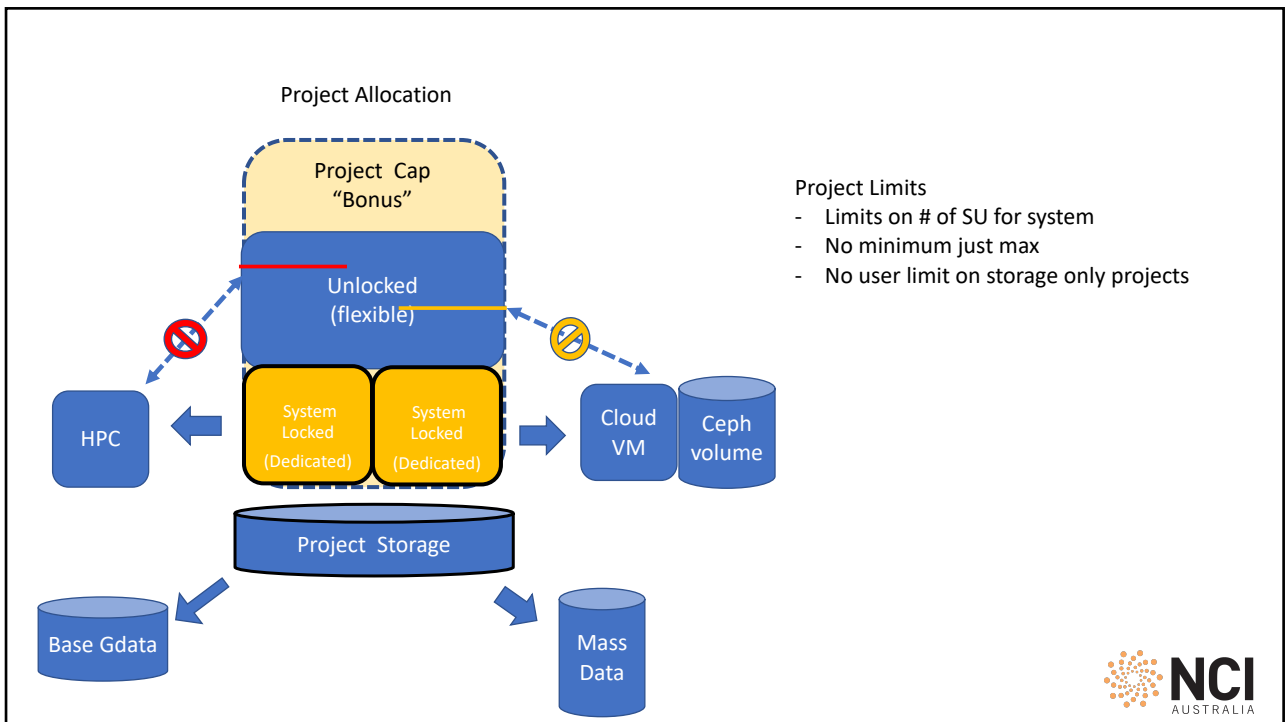 Project Allocation
Project Cap
“Bonus”
Unlocked
(flexible)
System
Locked
(Dedicated)
System
Locked
(Dedicated)
HPC
Cloud
VM
Ceph
volume
Project Storage
Base Gdata
Mass
Data
Project Limits
- Limits on # of SU for system
- No minimum just max
- No user limit on storage only projects
NCI
AUSTRALIA